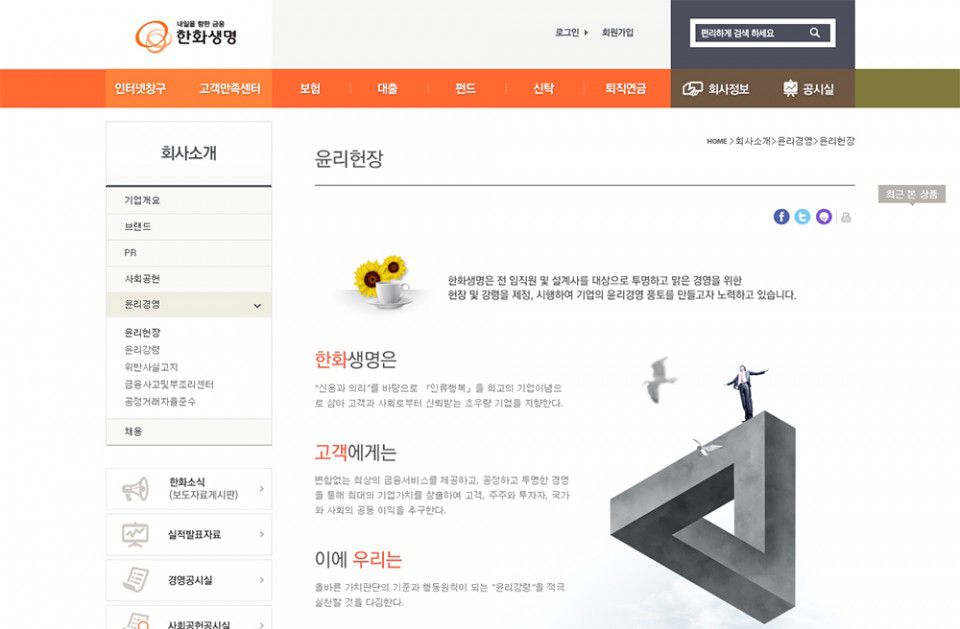 내일을 향한 금융
한화생명
로그인
회원가입
편리하게 검색 하세요
인터넷창구
고객만족센터
보험
대출
펀드
신탁
퇴직연금
회사정보
공시실
회사소개
기업개요
브랜드
PR
사회공헌
윤리경영
윤리헌장
윤리강령
위반사실고지
금융사고및부조리센터
공정거래자율준수
채용
한화소식
(보도자료게시판)
실적발표자료
경영공시실
사회공헌공시실
윤리헌장
HOME > 회사소개 > 윤리경영 > 윤리헌장
최근 본 상품
한화생명은 전 임직원 및 설계사를 대상으로 투명하고 맑은 경영을 위한
헌장 및 강령을 제정, 시행하여 기업의 윤리경영 풍토를 만들고자 노력하고 있습니다.
한화생명은
"신용과 의리"를 바탕으로 『인류행복』을 최고의 기업이념으
로 삼아 고객과 사회로부터 신뢰받는 초우량 기업을 지향한다.
고객에게는
변함없는 최상의 금융서비스를 제공하고, 공정하고 투명한 경영
을 통해 최대의 기업가치를 창출하여 고객, 주주와 투자자, 국가
와 사회의 공동 이익을 추구한다.
이에 우리는
올바른 가치판단의 기준과 행동원칙이 되는 "윤리강령"을 적극
실천할 것을 다짐한다.